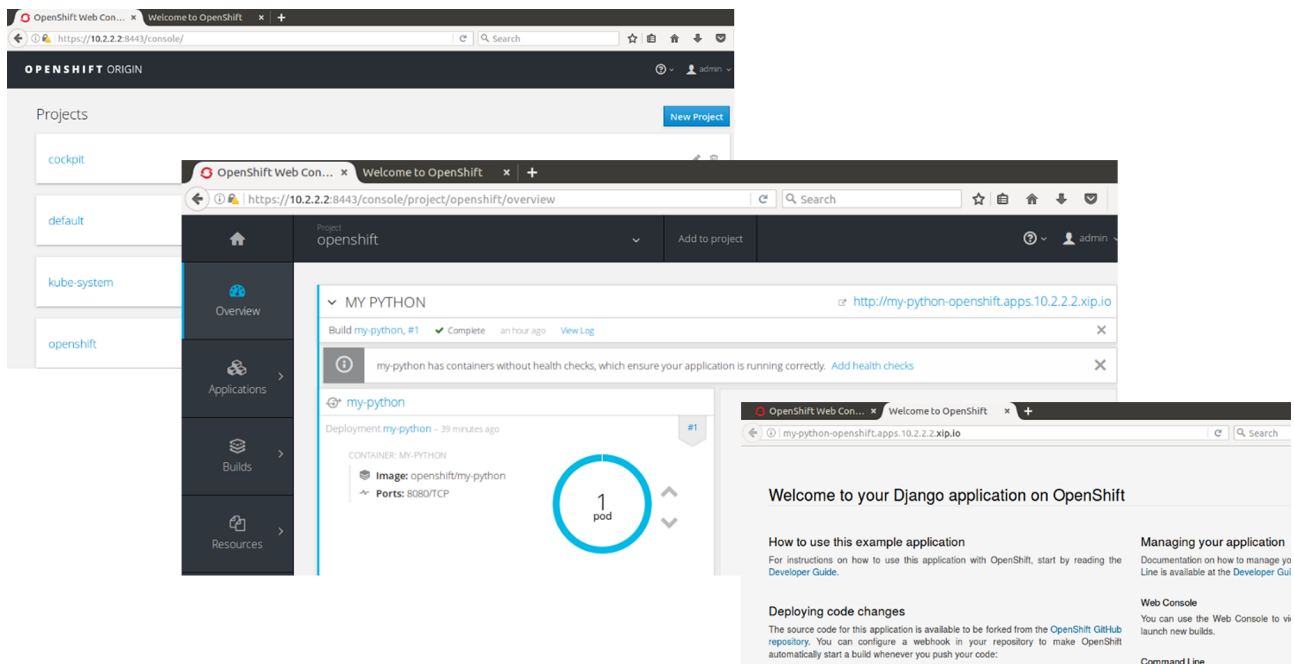 OpenShift Web Con... × Welcome to OpenShift × +
https://10.2.2.2:8443/console/ Search
OPENSHIFT ORIGIN admin
Projects New Project
cockpit
default
kube-system
openshift
OpenShift Web Con... × Welcome to OpenShift × +
https://10.2.2.2:8443/console/project/openshift/overview Search
Project
openshift Add to project admin
Overview
Applications
Builds
Resources
MY PYTHON http://my-python-openshift.apps.10.2.2.2.xip.io
Build my-python, #1 Complete an hour ago View Log
my-python has containers without health checks, which ensure your application is running correctly. Add health checks
my-python
Deployment my-python – 39 minutes ago #1
CONTAINER: MY-PYTHON
Image: openshift/my-python
Ports: 8080/TCP
1
pod
OpenShift Web Con... × Welcome to OpenShift × +
my-python-openshift.apps.10.2.2.2.xip.io Search
Welcome to your Django application on OpenShift
How to use this example application
For instructions on how to use this application with OpenShift, start by reading the
Developer Guide.
Deploying code changes
The source code for this application is available to be forked from the OpenShift GitHub
repository. You can configure a webhook in your repository to make OpenShift
automatically start a build whenever you push your code:
Managing your application
Documentation on how to manage yo
Line is available at the Developer Gui
Web Console
You can use the Web Console to vie
launch new builds.
Command Line